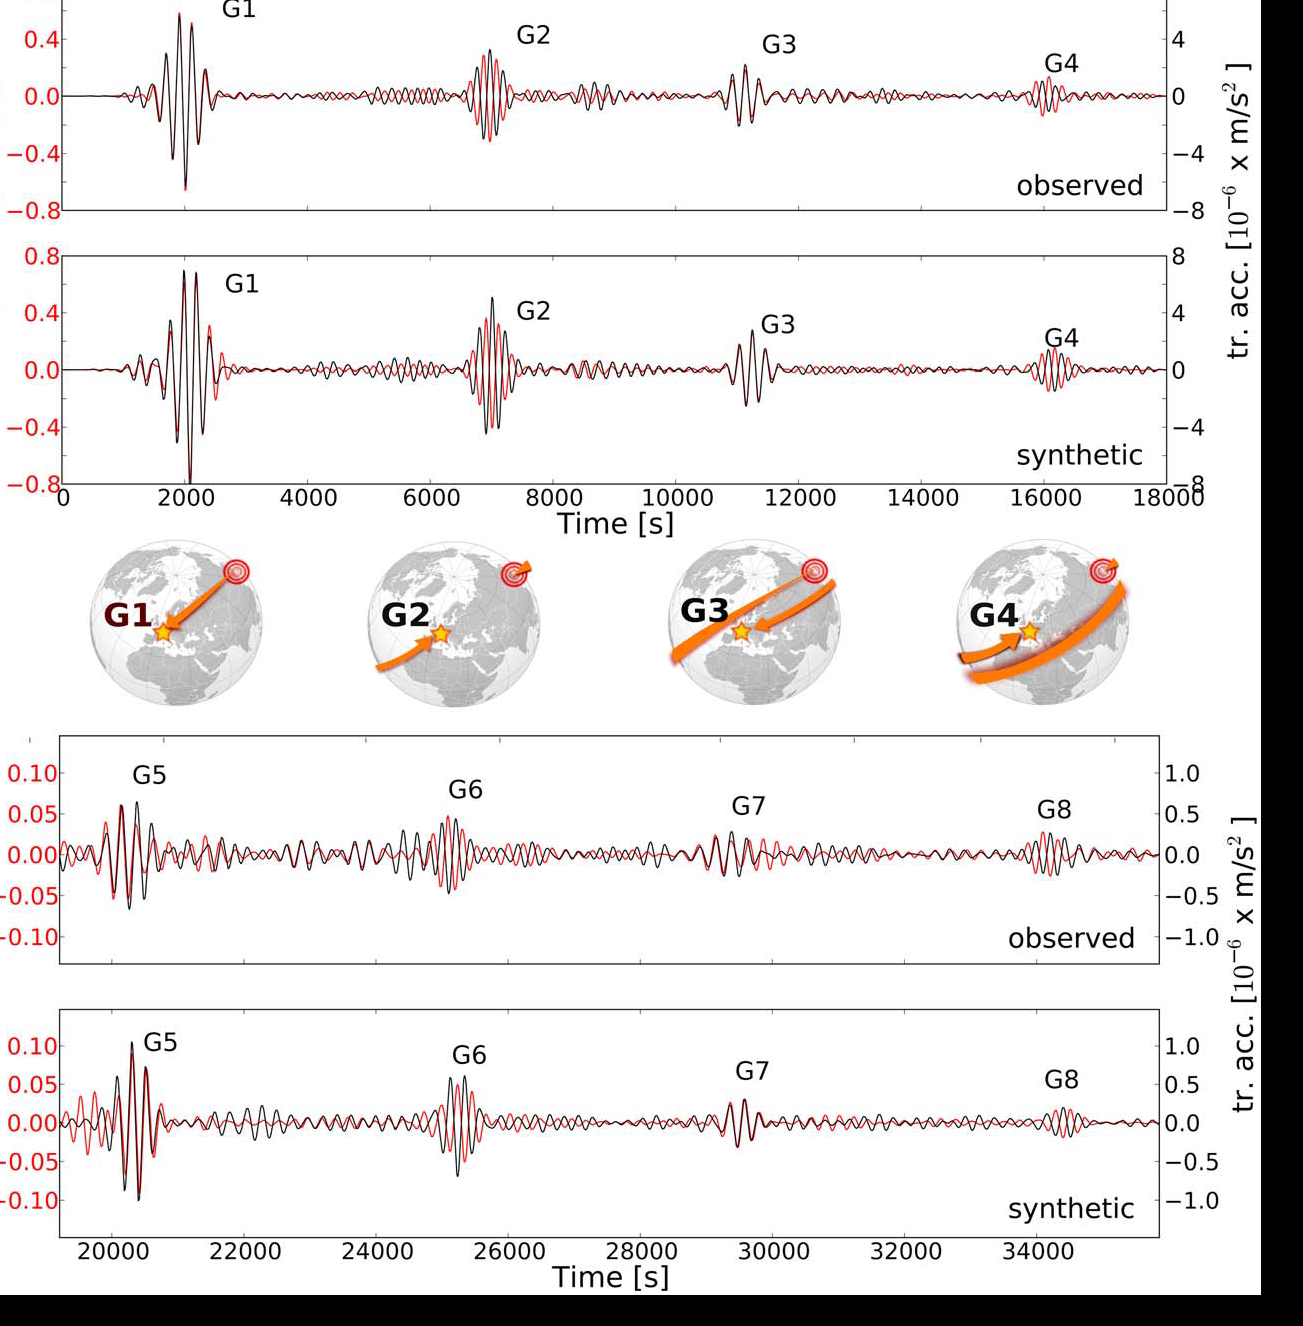 G1
G2
G3
G4
0.4
0.0
−0.4
−0.8
4
0
−4
−8
observed
tr. acc. [10⁻⁶ x m/s²]
0.8
0.4
0.0
−0.4
−0.8
G1
G2
G3
G4
8
4
0
−4
−8
synthetic
0 2000 4000 6000 8000 10000 12000 14000 16000 18000
Time [s]
G1 G2 G3 G4
0.10
0.05
0.00
−0.05
−0.10
G5
G6
G7
G8
1.0
0.5
0.0
−0.5
−1.0
observed
tr. acc. [10⁻⁶ x m/s²]
0.10
0.05
0.00
−0.05
−0.10
G5
G6
G7
G8
1.0
0.5
0.0
−0.5
−1.0
synthetic
20000 22000 24000 26000 28000 30000 32000 34000
Time [s]